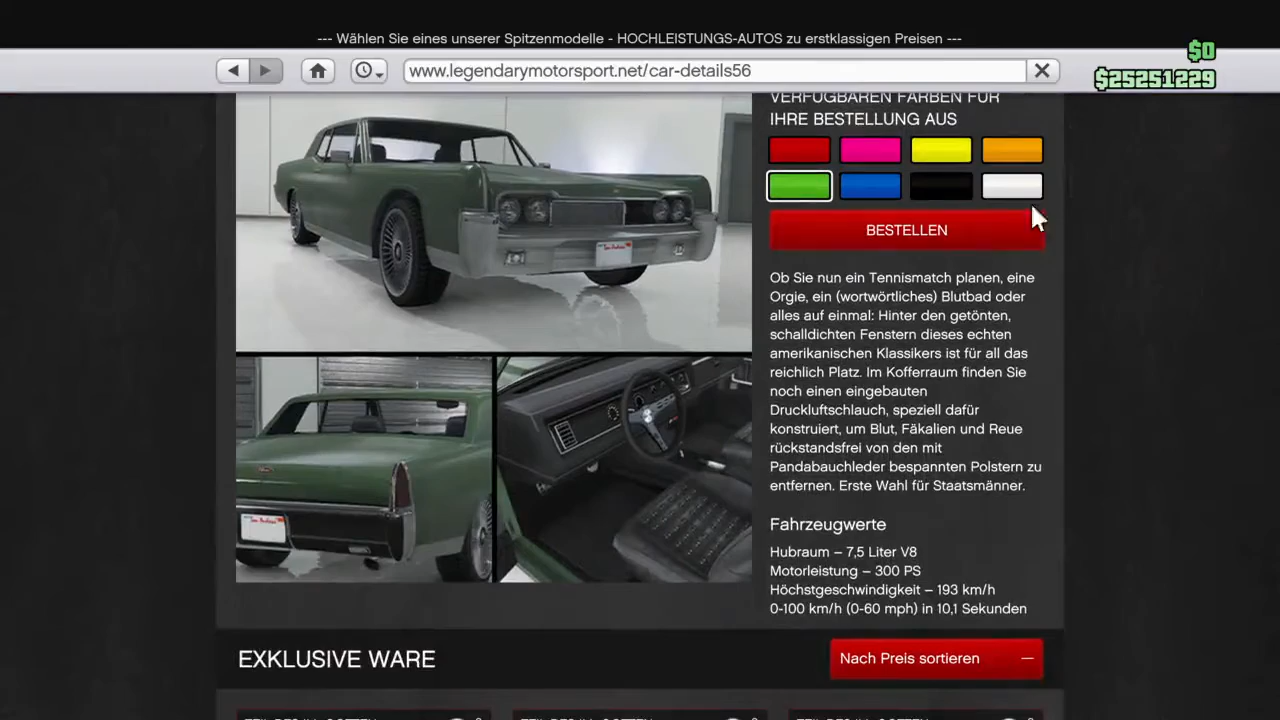 --- Wählen Sie eines unserer Spitzenmodelle - HOCHLEISTUNGS-AUTOS zu erstklassigen Preisen ---
$0
$25251229
www.legendarymotorsport.net/car-details56
VERFÜGBAREN FARBEN FÜR
IHRE BESTELLUNG AUS
BESTELLEN
Ob Sie nun ein Tennismatch planen, eine
Orgie, ein (wortwörtliches) Blutbad oder
alles auf einmal: Hinter den getönten,
schalldichten Fenstern dieses echten
amerikanischen Klassikers ist für all das
reichlich Platz. Im Kofferraum finden Sie
noch einen eingebauten
Druckluftschlauch, speziell dafür
konstruiert, um Blut, Fäkalien und Reue
rückstandsfrei von den mit
Pandabauchleder bespannten Polstern zu
entfernen. Erste Wahl für Staatsmänner.
Fahrzeugwerte
Hubraum – 7,5 Liter V8
Motorleistung – 300 PS
Höchstgeschwindigkeit – 193 km/h
0-100 km/h (0-60 mph) in 10,1 Sekunden
EXKLUSIVE WARE
Nach Preis sortieren